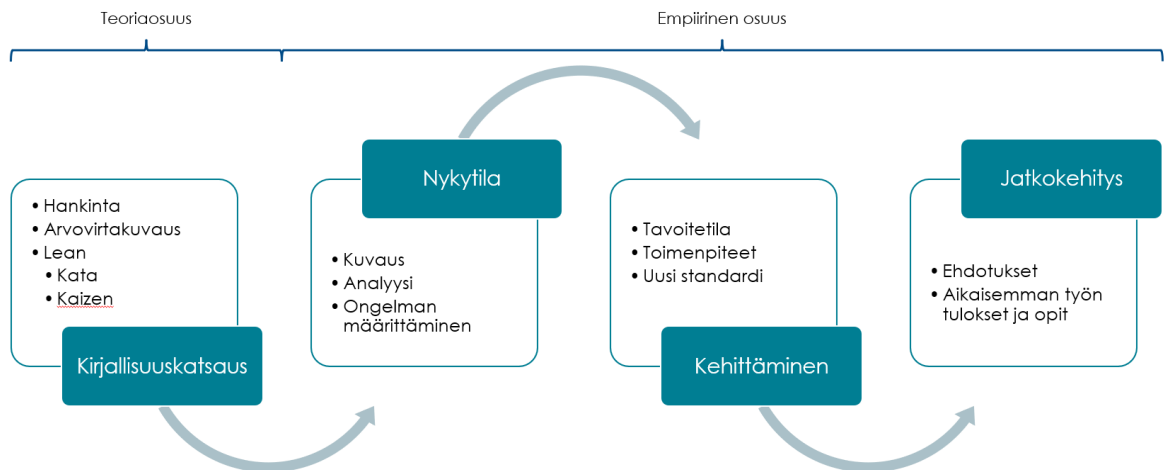 Teoriaosuus
Empiirinen osuus
• Hankinta
• Arvovirtakuvaus
• Lean
• Kata
• Kaizen
Kirjallisuuskatsaus
Nykytila
• Kuvaus
• Analyysi
• Ongelman
määrittäminen
• Tavoitetila
• Toimenpiteet
• Uusi standardi
Kehittäminen
Jatkokehitys
• Ehdotukset
• Aikaisemman työn
tulokset ja opit